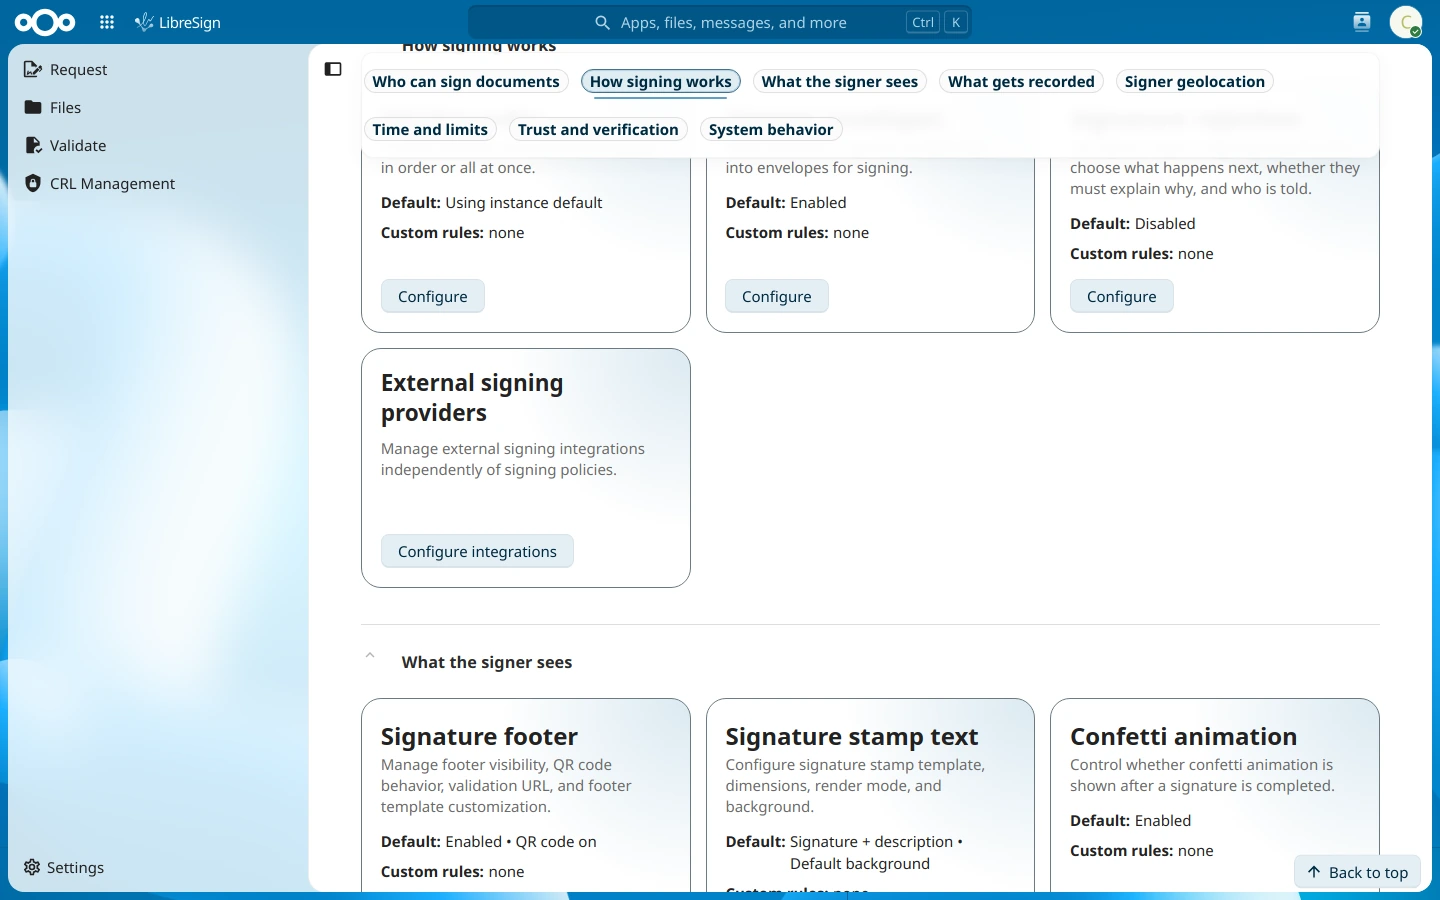 LibreSign
Apps, files, messages, and more
Ctrl
K
C
Request
Files
Validate
CRL Management
Settings
How signing works
Who can sign documents
How signing works
What the signer sees
What gets recorded
Signer geolocation
Time and limits
Trust and verification
System behavior
in order or all at once.
Default: Using instance default
Custom rules: none
Configure
into envelopes for signing.
Default: Enabled
Custom rules: none
Configure
choose what happens next, whether they
must explain why, and who is told.
Default: Disabled
Custom rules: none
Configure
External signing
providers
Manage external signing integrations
independently of signing policies.
Configure integrations
What the signer sees
Signature footer
Manage footer visibility, QR code
behavior, validation URL, and footer
template customization.
Default: Enabled • QR code on
Custom rules: none
Signature stamp text
Configure signature stamp template,
dimensions, render mode, and
background.
Default: Signature + description •
Default background
Custom rules: none
Confetti animation
Control whether confetti animation is
shown after a signature is completed.
Default: Enabled
Custom rules: none
Back to top